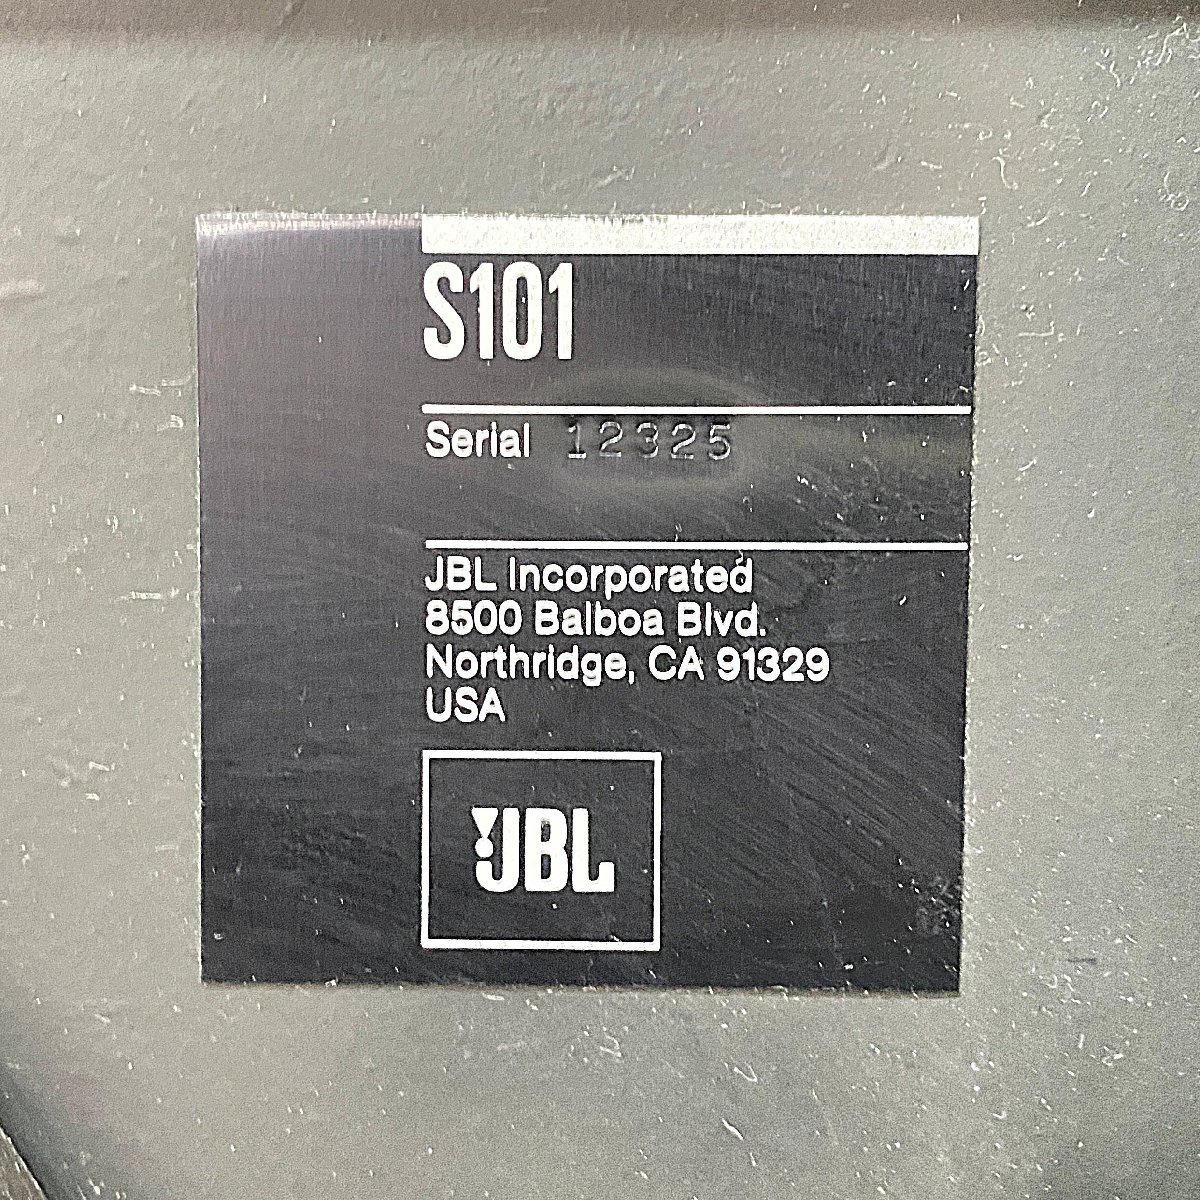 S101
Serial 12325
JBL Incorporated
8500 Balboa Blvd.
Northridge, CA 91329
USA
JBL